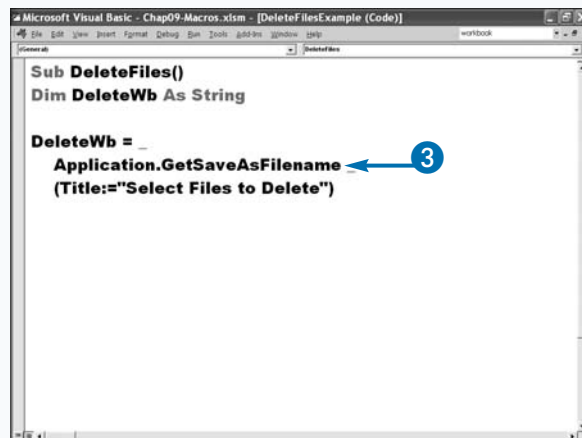 Microsoft Visual Basic - Chap09-Macros.xlsm - [DeleteFilesExample (Code)]
File Edit View Insert Format Debug Run Tools Add-Ins Window Help workbook
(General) DeleteFiles
Sub DeleteFiles()
Dim DeleteWb As String
DeleteWb = _
Application.GetSaveAsFilename _ 3
(Title:="Select Files to Delete")